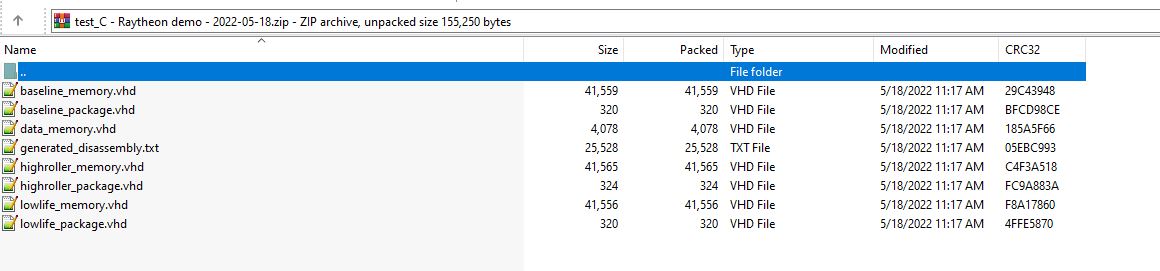 test_C - Raytheon demo - 2022-05-18.zip - ZIP archive, unpacked size 155,250 bytes
Name Size Packed Type Modified CRC32
.. File folder
baseline_memory.vhd 41,559 41,559 VHD File 5/18/2022 11:17 AM 29C43948
baseline_package.vhd 320 320 VHD File 5/18/2022 11:17 AM BFCD98CE
data_memory.vhd 4,078 4,078 VHD File 5/18/2022 11:17 AM 185A5F66
generated_disassembly.txt 25,528 25,528 TXT File 5/18/2022 11:17 AM 05EBC993
highroller_memory.vhd 41,565 41,565 VHD File 5/18/2022 11:17 AM C4F3A518
highroller_package.vhd 324 324 VHD File 5/18/2022 11:17 AM FC9A883A
lowlife_memory.vhd 41,556 41,556 VHD File 5/18/2022 11:17 AM F8A17860
lowlife_package.vhd 320 320 VHD File 5/18/2022 11:17 AM 4FFE5870